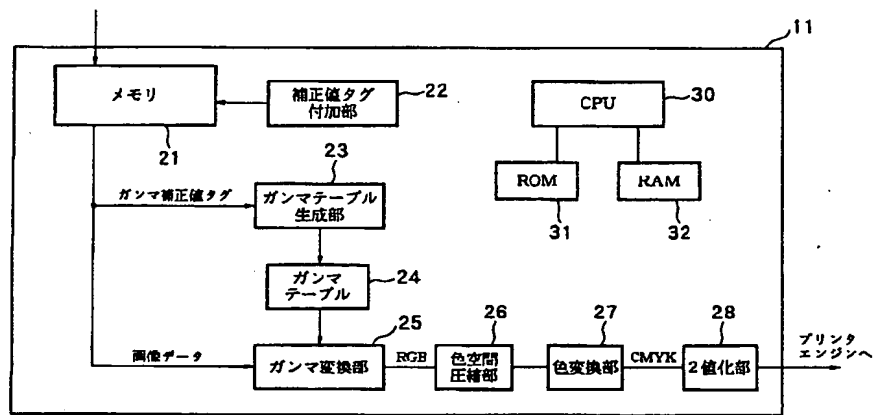 11
メモリ
21
補正値タグ
付加部
22
CPU
30
ROM
31
RAM
32
23
ガンマ補正値タグ
ガンマテーブル
生成部
ガンマ
テーブル
24
画像データ
ガンマ変換部
25
RGB
色空間
圧縮部
26
色変換部
27
CMYK
2値化部
28
プリンタ
エンジンへ